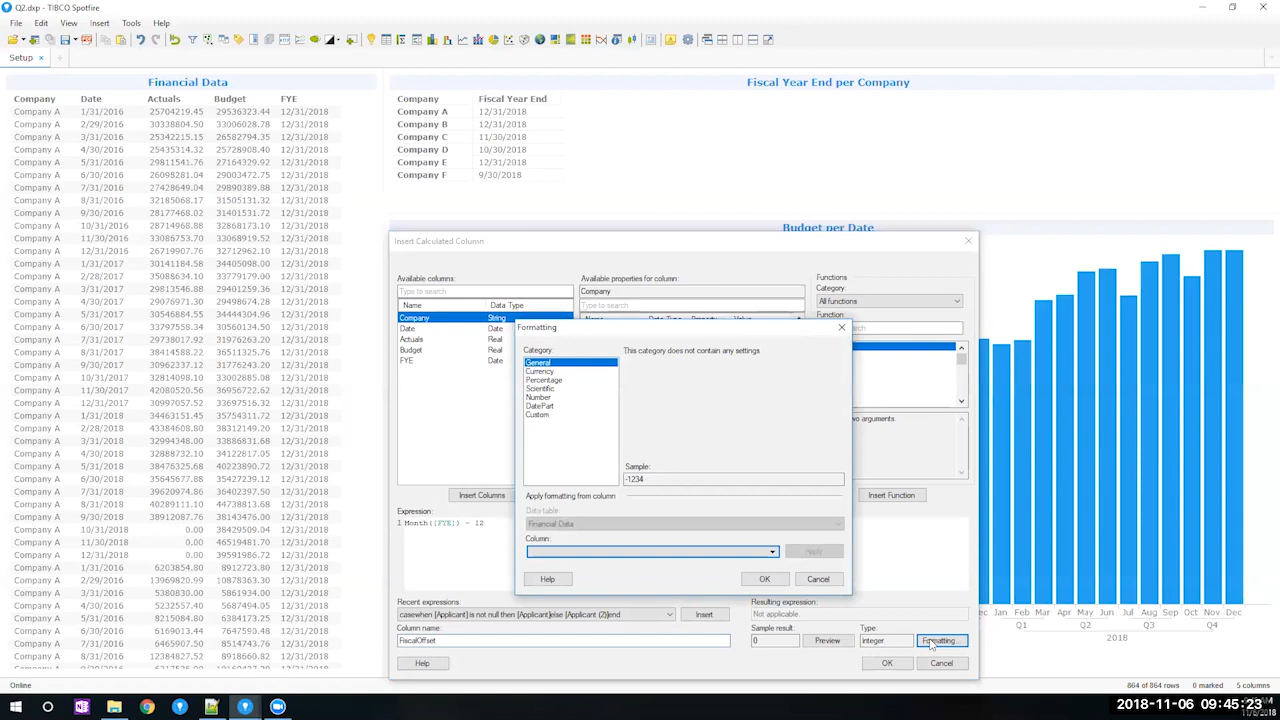 Q2.dxp - TIBCO Spotfire
File Edit View Insert Tools Help
Setup × +
Financial Data
Company Date Actuals Budget FYE
Company A 1/31/2016 25704219.45 29536323.44 12/31/2018
Company A 2/29/2016 30338804.50 33006028.78 12/31/2018
Company A 3/31/2016 25342215.15 26582794.35 12/31/2018
Company A 4/30/2016 25435314.32 25728908.40 12/31/2018
Company A 5/31/2016 29811541.76 27164329.92 12/31/2018
Company A 6/30/2016 26098281.04 29003472.75 12/31/2018
Company A 7/31/2016 27428649.04 29890389.88 12/31/2018
Company A 8/31/2016 32185068.17 31505131.32 12/31/2018
Company A 9/30/2016 28177468.02 31401531.72 12/31/2018
Company A 10/31/2016 28714968.88 32868173.10 12/31/2018
Company A 11/30/2016 33086753.70 33068919.52 12/31/2018
Company A 12/31/2016 26719907.76 32712962.10 12/31/2018
Company A 1/31/2017 30141184.58 34405098.00 12/31/2018
Company A 2/28/2017 35088634.10 33779179.00 12/31/2018
Company A 3/31/2017 29813546.88 29401259.36 12/31/2018
Company A 4/30/2017 29976971.30 29498674.28 12/31/2018
Company A 5/31/2017 30546884.55 34444304.96 12/31/2018
Company A 6/30/2017 33797558.34 30560134.50 12/31/2018
Company A 7/31/2017 29738017.92 31976263.30 12/31/2018
Company A 8/31/2017 38414588.22 36511325.76 12/31/2018
Company A 9/30/2017 30962337.12 31776243.00 12/31/2018
Company A 10/31/2017 32814098.10 33002885.08 12/31/2018
Company A 11/30/2017 42080520.56 36956722.62 12/31/2018
Company A 12/31/2017 30997057.52 33697516.32 12/31/2018
Company A 1/31/2018 34463151.45 35754311.72 12/31/2018
Company A 2/28/2018 38312149.20 12/31/2018
Company A 3/31/2018 32994348.00 33886831.68 12/31/2018
Company A 4/30/2018 32888732.10 34122817.05 12/31/2018
Company A 5/31/2018 38476325.68 40223890.72 12/31/2018
Company A 6/30/2018 35645677.88 35827239.12 12/31/2018
Company A 7/31/2018 39620974.86 36402397.50 12/31/2018
Company A 8/31/2018 40289111.10 44738813.68 12/31/2018
Company A 9/30/2018 38912087.76 38143476.00 12/31/2018
Company A 10/31/2018 0.00 38429509.04 12/31/2018
Company A 11/30/2018 0.00 46519481.70 12/31/2018
Company A 12/31/2018 0.00 39591986.72 12/31/2018
Company A 1/31/2016 6203854.80 8912723.80 12/31/2018
Company A 2/29/2016 13969820.99 10878363.30 12/31/2018
Company A 3/31/2016 5380830.00 5861934.00 12/31/2018
Company A 4/30/2016 5232557.40 5687494.05 12/31/2018
Company A 5/31/2016 8215084.80 5128373.04 12/31/2018
Company A 6/30/2016 6169013.44 7647590.48 12/31/2018
Company A 7/31/2016 6465907.50 8514743.76 12/31/2018
Company A 8/31/2016 12384827.52 8918660.82 12/31/2018
Fiscal Year End per Company
Company Fiscal Year End
Company A 12/31/2018
Company B 12/31/2018
Company C 11/30/2018
Company D 10/30/2018
Company E 12/31/2018
Company F 9/30/2018
Budget per Date
Jan Feb Mar Apr May Jun Jul Aug Sep Oct Nov Dec
Q1 Q2 Q3 Q4
2018
Insert Calculated Column
Available columns:
Type to search
Name Data Type
Company String
Date Date
Actuals Real
Budget Real
FYE Date
Insert Columns
Available properties for column:
Company
Type to search
Functions
Category:
All functions
Function
Insert Function
Expression:
1 Month([FYE]) - 12
Recent expressions:
casewhen [Applicant] is not null then [Applicant]else [Applicant (2)]end
Insert
Resulting expression:
Not applicable.
Column name:
FiscalOffset
Sample result:
0
Preview
Type:
integer
Formatting...
Help
OK
Cancel
Formatting
Category:
General
Currency
Percentage
Scientific
Number
DatePart
Custom
This category does not contain any settings
Sample:
-1234
Apply formatting from column
Data table:
Financial Data
Column:
Apply
Help
OK
Cancel
Online
864 of 864 rows 0 marked 5 columns
2018-11-06 09:45:23